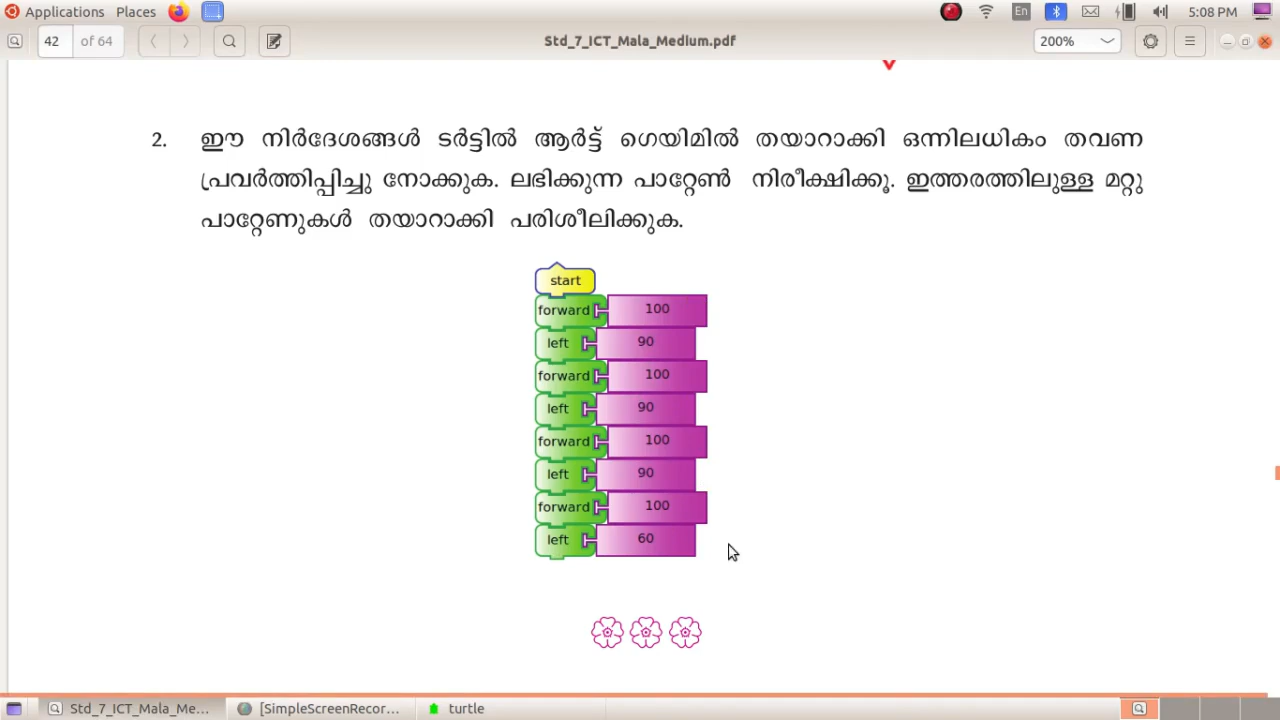 Applications Places En 5:08 PM
42 of 64 Std_7_ICT_Mala_Medium.pdf 200%
2. ഈ നിർദേശങ്ങൾ ടർട്ടിൽ ആർട്ട് ഗെയിമിൽ തയാറാക്കി ഒന്നിലധികം തവണ
പ്രവർത്തിപ്പിച്ചു നോക്കുക. ലഭിക്കുന്ന പാറ്റേൺ നിരീക്ഷിക്കൂ. ഇത്തരത്തിലുള്ള മറ്റു
പാറ്റേണുകൾ തയാറാക്കി പരിശീലിക്കുക.
start
forward 100
left 90
forward 100
left 90
forward 100
left 90
forward 100
left 60
Std_7_ICT_Mala_Me... [SimpleScreenRecor... turtle